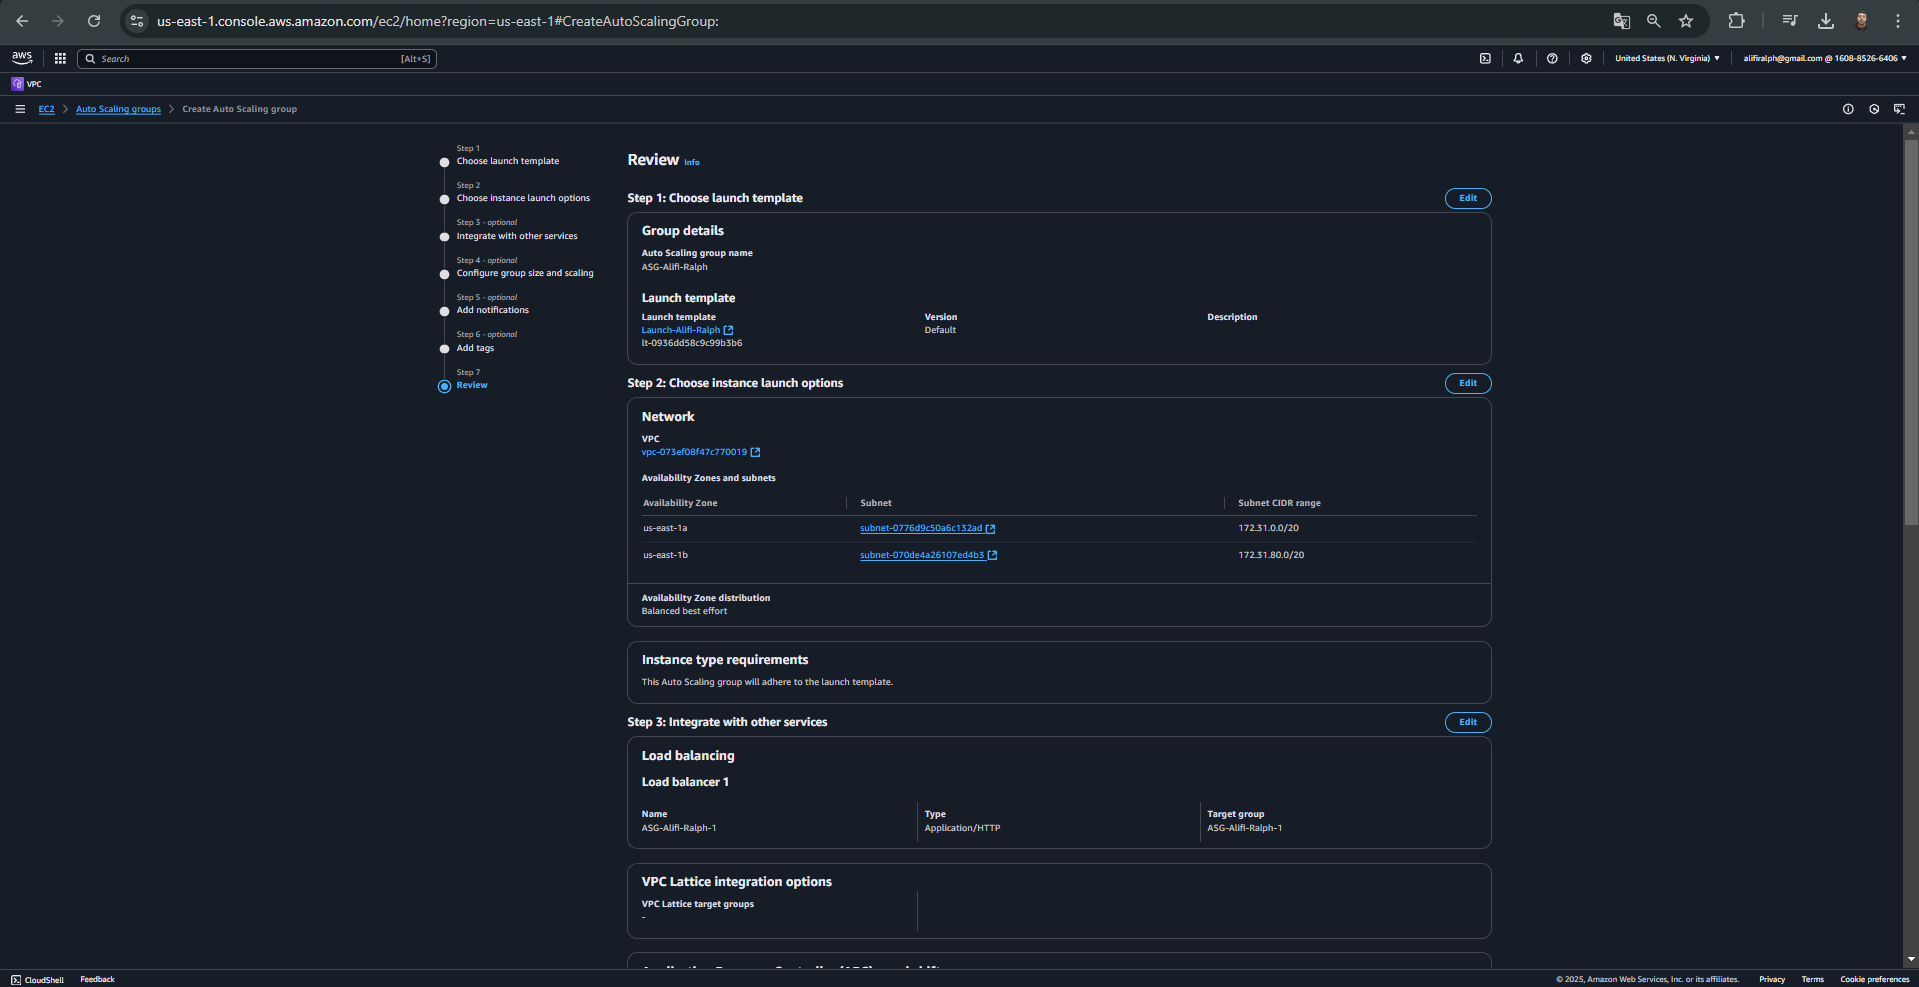 us-east-1.console.aws.amazon.com/ec2/home?region=us-east-1#CreateAutoScalingGroup:
aws
Search
[Alt+S]
United States (N. Virginia)
alifiralph@gmail.com @ 1608-8526-6406
VPC
EC2 > Auto Scaling groups > Create Auto Scaling group
Step 1
Choose launch template
Step 2
Choose instance launch options
Step 3 - optional
Integrate with other services
Step 4 - optional
Configure group size and scaling
Step 5 - optional
Add notifications
Step 6 - optional
Add tags
Step 7
Review
Review Info
Step 1: Choose launch template
Edit
Group details
Auto Scaling group name
ASG-Alifi-Ralph
Launch template
Launch template Version Description
Launch-Alifi-Ralph Default
lt-0936dd58c9c99b3b6
Step 2: Choose instance launch options
Edit
Network
VPC
vpc-073ef08f47c770019
Availability Zones and subnets
Availability Zone Subnet Subnet CIDR range
us-east-1a subnet-0776d9c50a6c132ad 172.31.0.0/20
us-east-1b subnet-070de4a26107ed4b3 172.31.80.0/20
Availability Zone distribution
Balanced best effort
Instance type requirements
This Auto Scaling group will adhere to the launch template.
Step 3: Integrate with other services
Edit
Load balancing
Load balancer 1
Name Type Target group
ASG-Alifi-Ralph-1 Application/HTTP ASG-Alifi-Ralph-1
VPC Lattice integration options
VPC Lattice target groups
-
CloudShell Feedback
© 2025, Amazon Web Services, Inc. or its affiliates. Privacy Terms Cookie preferences